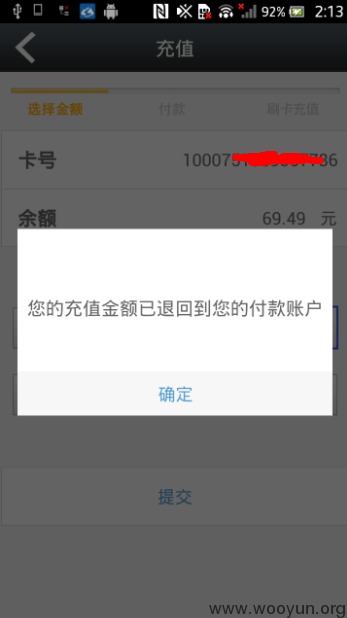 92% 2:13
充值
选择金额 付款 刷卡充值
卡号 10007
余额 69.49 元
您的充值金额已退回到您的付款账户
确定
提交
www.wooyun.org